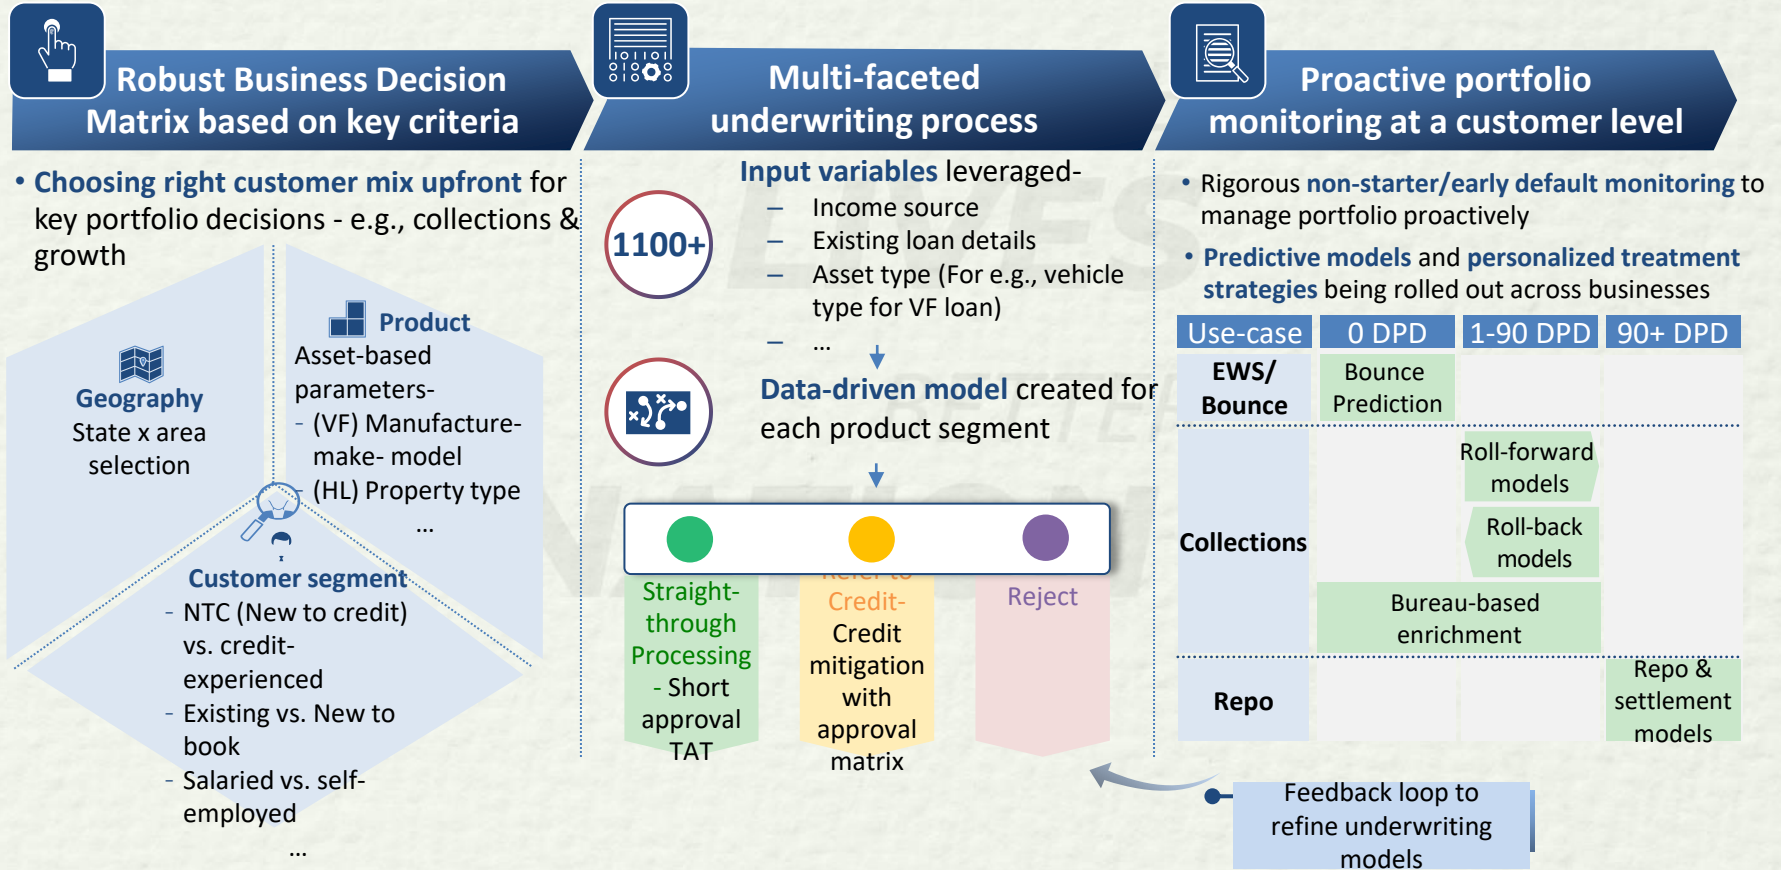 Robust Business Decision
Matrix based on key criteria
• Choosing right customer mix upfront for
key portfolio decisions - e.g., collections &
growth
Geography
State x area
selection
Product
Asset-based
parameters-
- (VF) Manufacture-
make- model
- (HL) Property type
...
Customer segment
- NTC (New to credit)
vs. credit-
experienced
- Existing vs. New to
book
- Salaried vs. self-
employed
...
Multi-faceted
underwriting process
1100+
Input variables leveraged-
– Income source
– Existing loan details
– Asset type (For e.g., vehicle
type for VF loan)
– ...
Data-driven model created for
each product segment
Straight-
through
Processing
- Short
approval
TAT
Refer to
Credit-
Credit
mitigation
with
approval
matrix
Reject
Proactive portfolio
monitoring at a customer level
• Rigorous non-starter/early default monitoring to
manage portfolio proactively
• Predictive models and personalized treatment
strategies being rolled out across businesses
Use-case 0 DPD 1-90 DPD 90+ DPD
EWS/
Bounce
Bounce
Prediction
Collections
Roll-forward
models
Roll-back
models
Bureau-based
enrichment
Repo
Repo &
settlement
models
Feedback loop to
refine underwriting
models
LIVES
BETTER
NATION